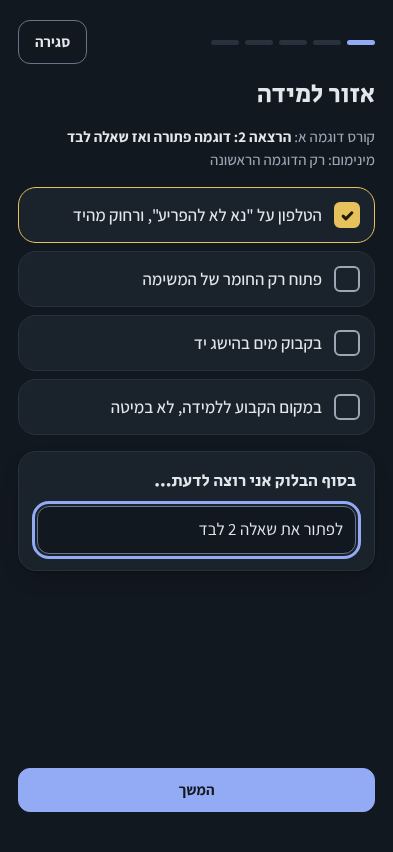 סגירה
אזור למידה
קורס דוגמה א: הרצאה 2: דוגמה פתורה ואז שאלה לבד
מינימום: רק הדוגמה הראשונה
הטלפון על "נא לא להפריע", ורחוק מהיד
פתוח רק החומר של המשימה
בקבוק מים בהישג יד
במקום הקבוע ללמידה, לא במיטה
בסוף הבלוק אני רוצה לדעת...
לפתור את שאלה 2 לבד
המשך